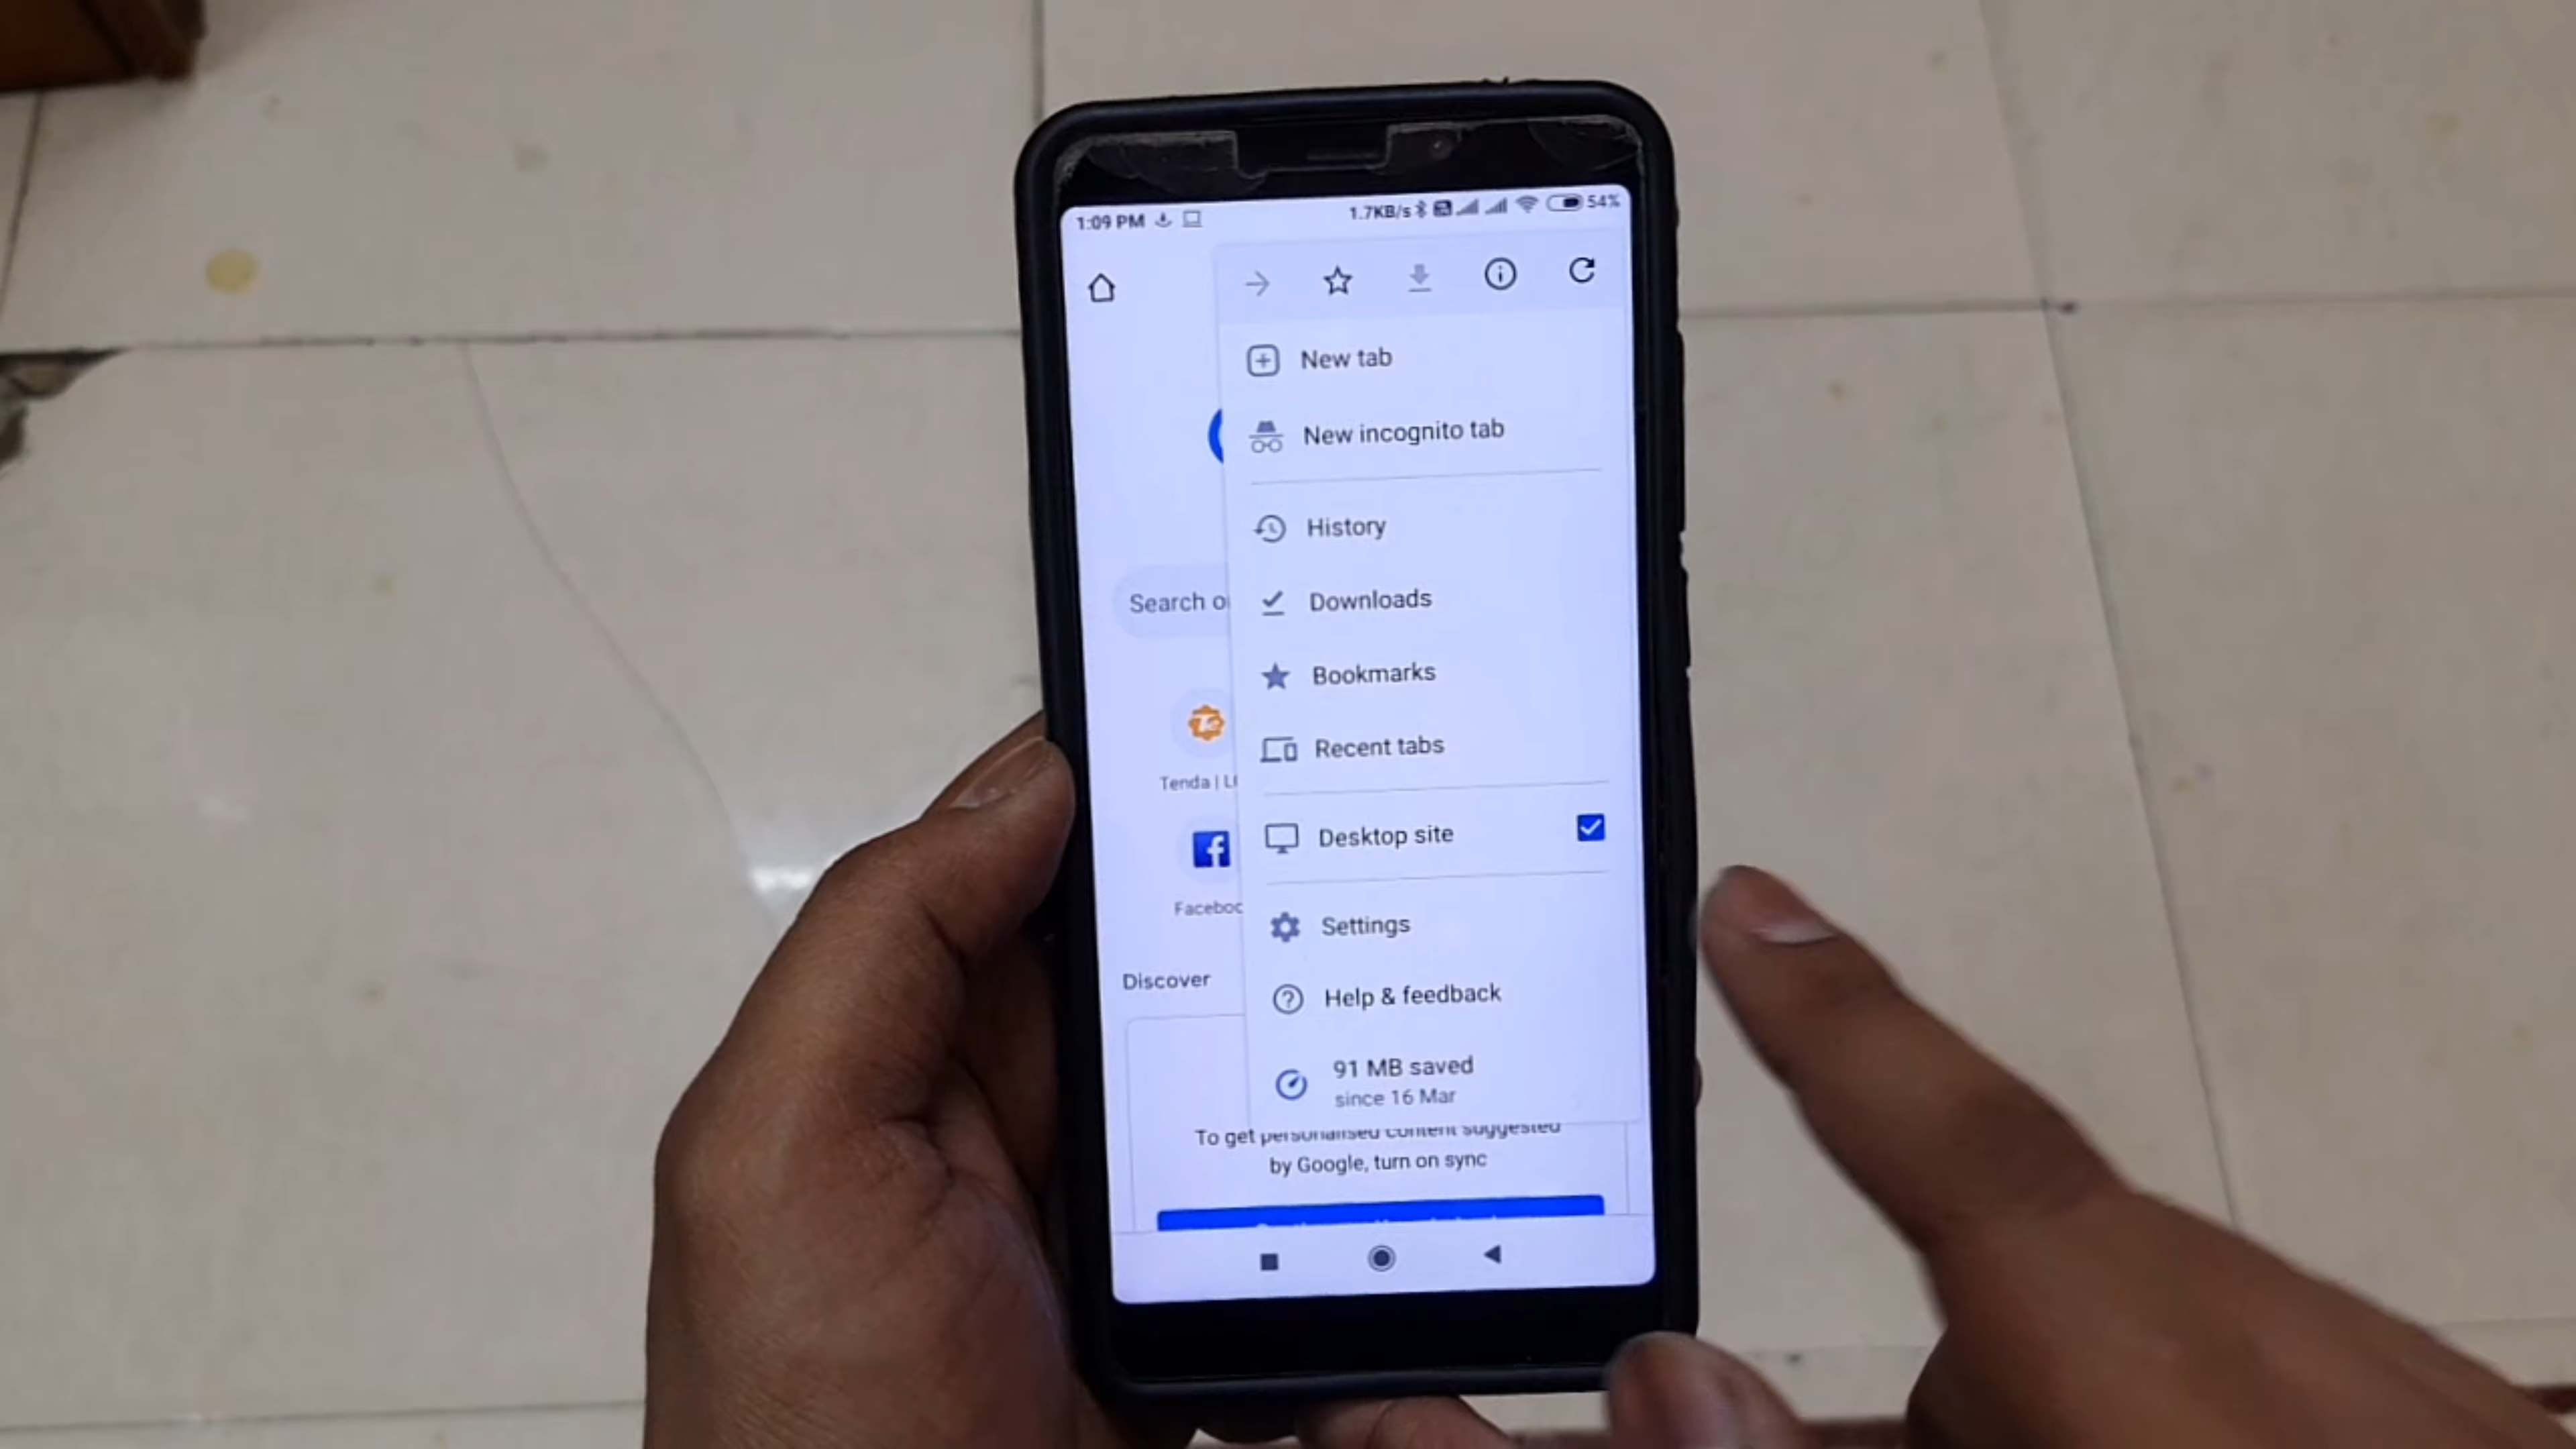 1:09 PM
1.7KB/s
54%
New tab
New incognito tab
History
Search o
Downloads
Bookmarks
Recent tabs
Tenda | L
Desktop site
Faceboo
Settings
Discover
Help & feedback
91 MB saved
since 16 Mar
To get personalised content suggested
by Google, turn on sync